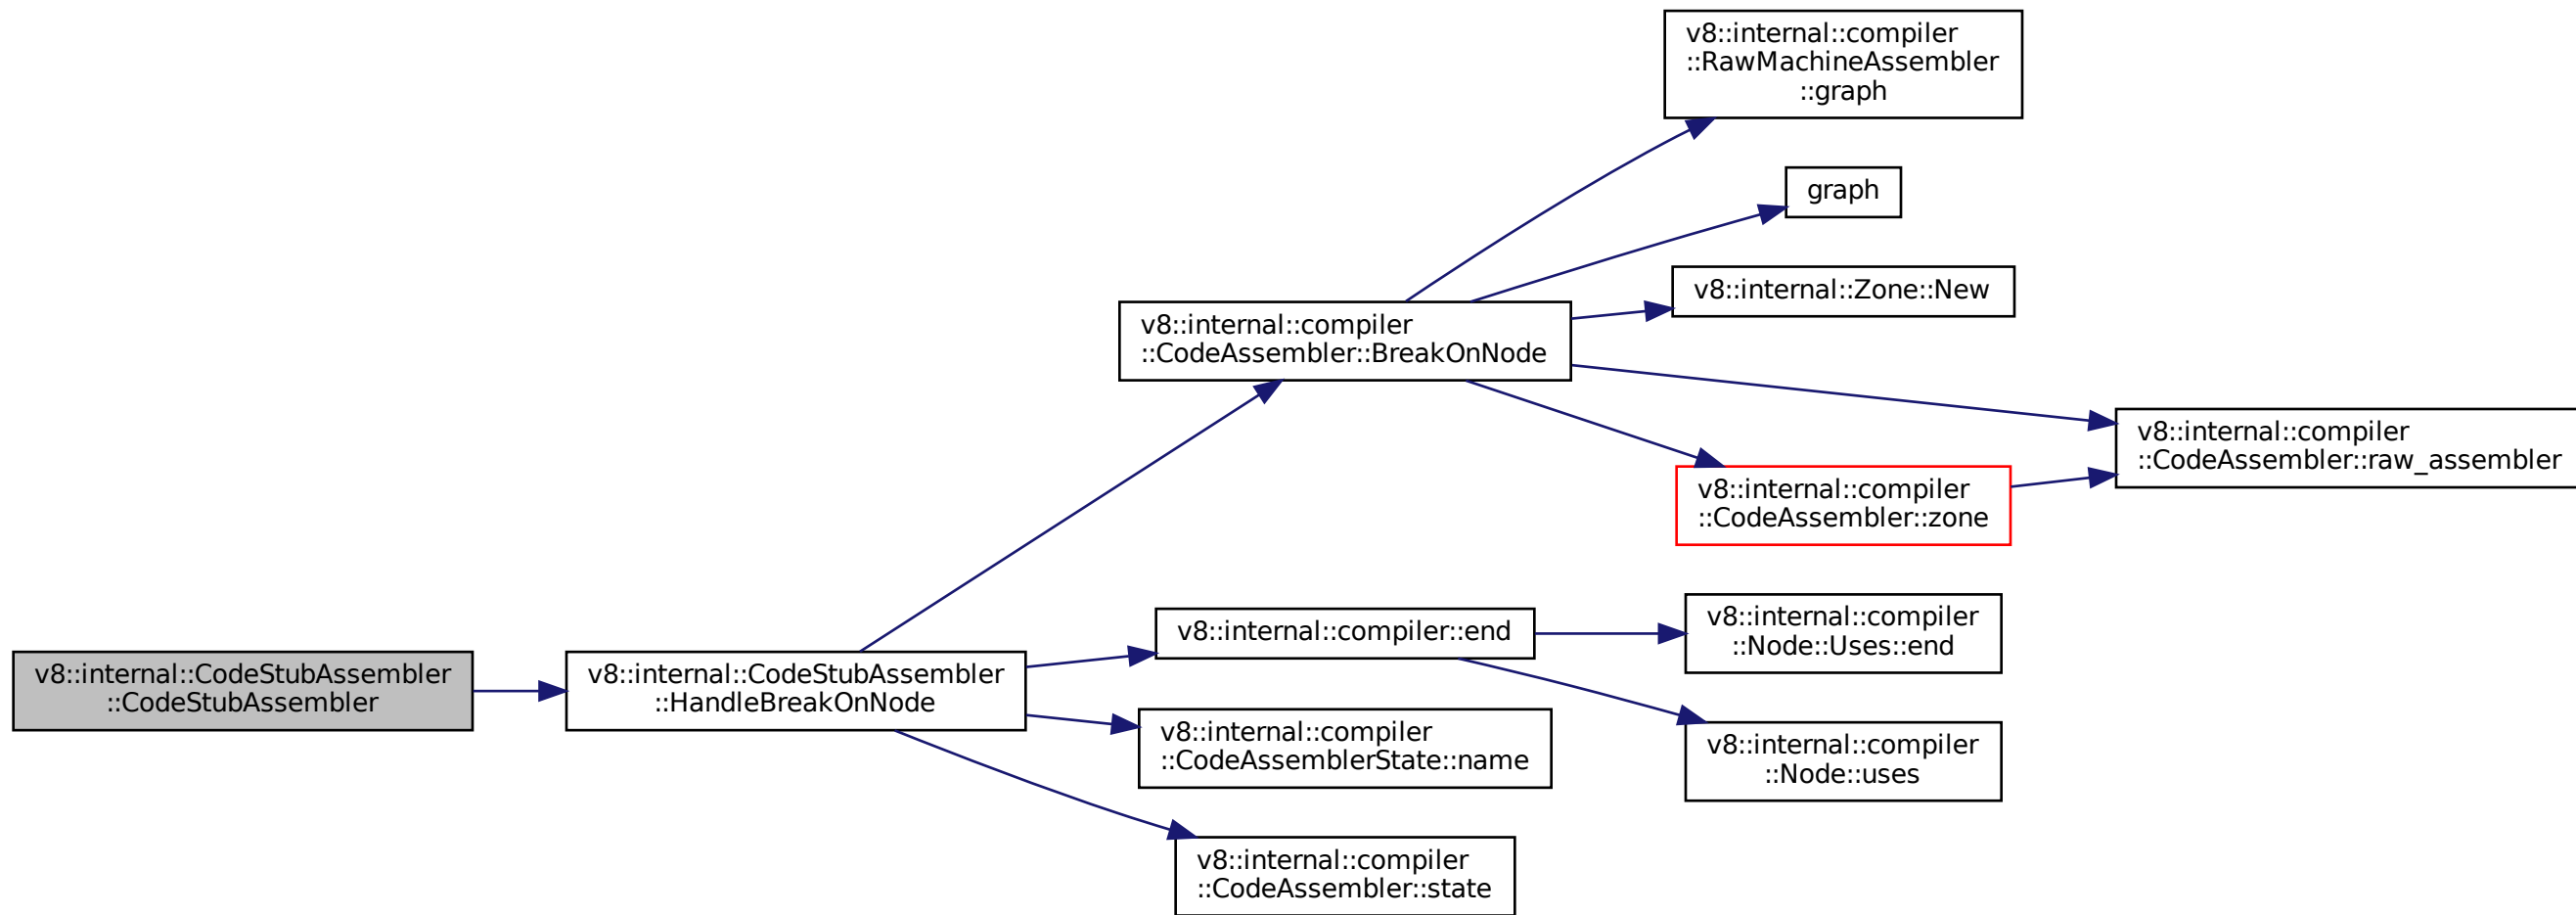 v8::internal::compiler
::RawMachineAssembler
::graph
graph
v8::internal::Zone::New
v8::internal::compiler
::CodeAssembler::BreakOnNode
v8::internal::compiler
::CodeAssembler::raw_assembler
v8::internal::compiler
::CodeAssembler::zone
v8::internal::compiler::end
v8::internal::compiler
::Node::Uses::end
v8::internal::CodeStubAssembler
::CodeStubAssembler
v8::internal::CodeStubAssembler
::HandleBreakOnNode
v8::internal::compiler
::CodeAssemblerState::name
v8::internal::compiler
::Node::uses
v8::internal::compiler
::CodeAssembler::state